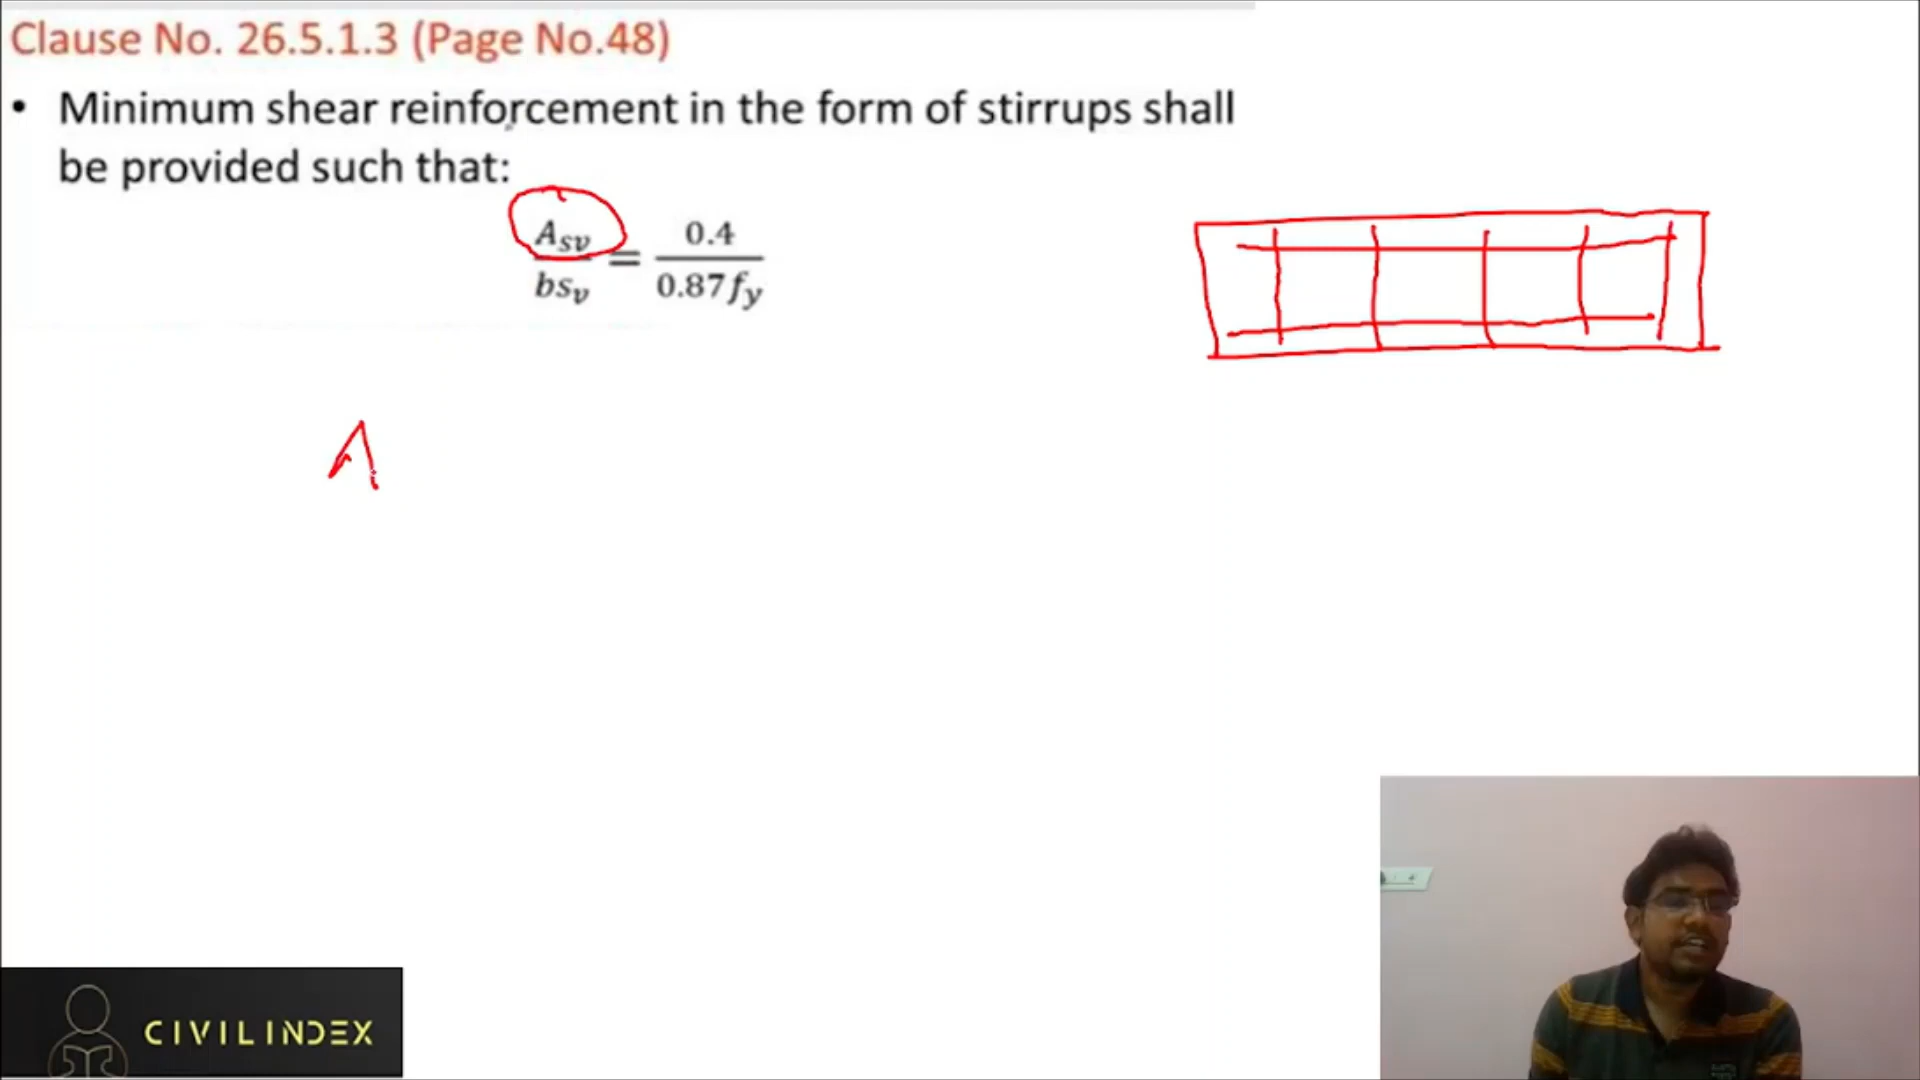 Clause No. 26.5.1.3 (Page No.48)
• Minimum shear reinforcement in the form of stirrups shall
be provided such that:
A_sv / bs_v = 0.4 / 0.87f_y
A
CIVILINDEX